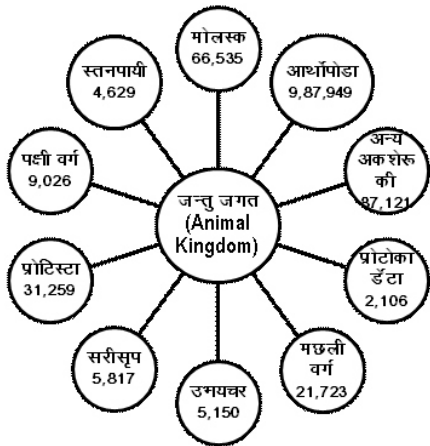 मोलस्क
66,535
आर्थोपोडा
9,87,949
अन्य
अकशेरू
की
87,121
प्रोटोका
र्डेटा
2,106
मछली
वर्ग
21,723
उभयचर
5,150
सरीसृप
5,817
प्रोटिस्टा
31,259
पक्षी वर्ग
9,026
स्तनपायी
4,629
जन्तु जगत
(Animal
Kingdom)